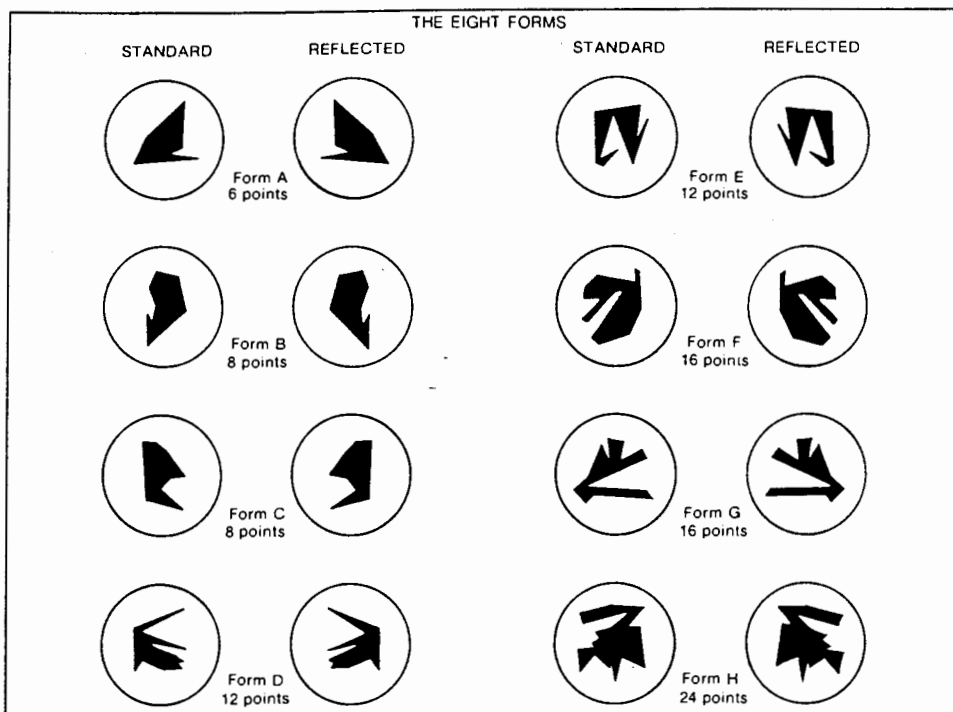 THE EIGHT FORMS
STANDARD REFLECTED STANDARD REFLECTED
Form A
6 points
Form E
12 points
Form B
8 points
Form F
16 points
Form C
8 points
Form G
16 points
Form D
12 points
Form H
24 points